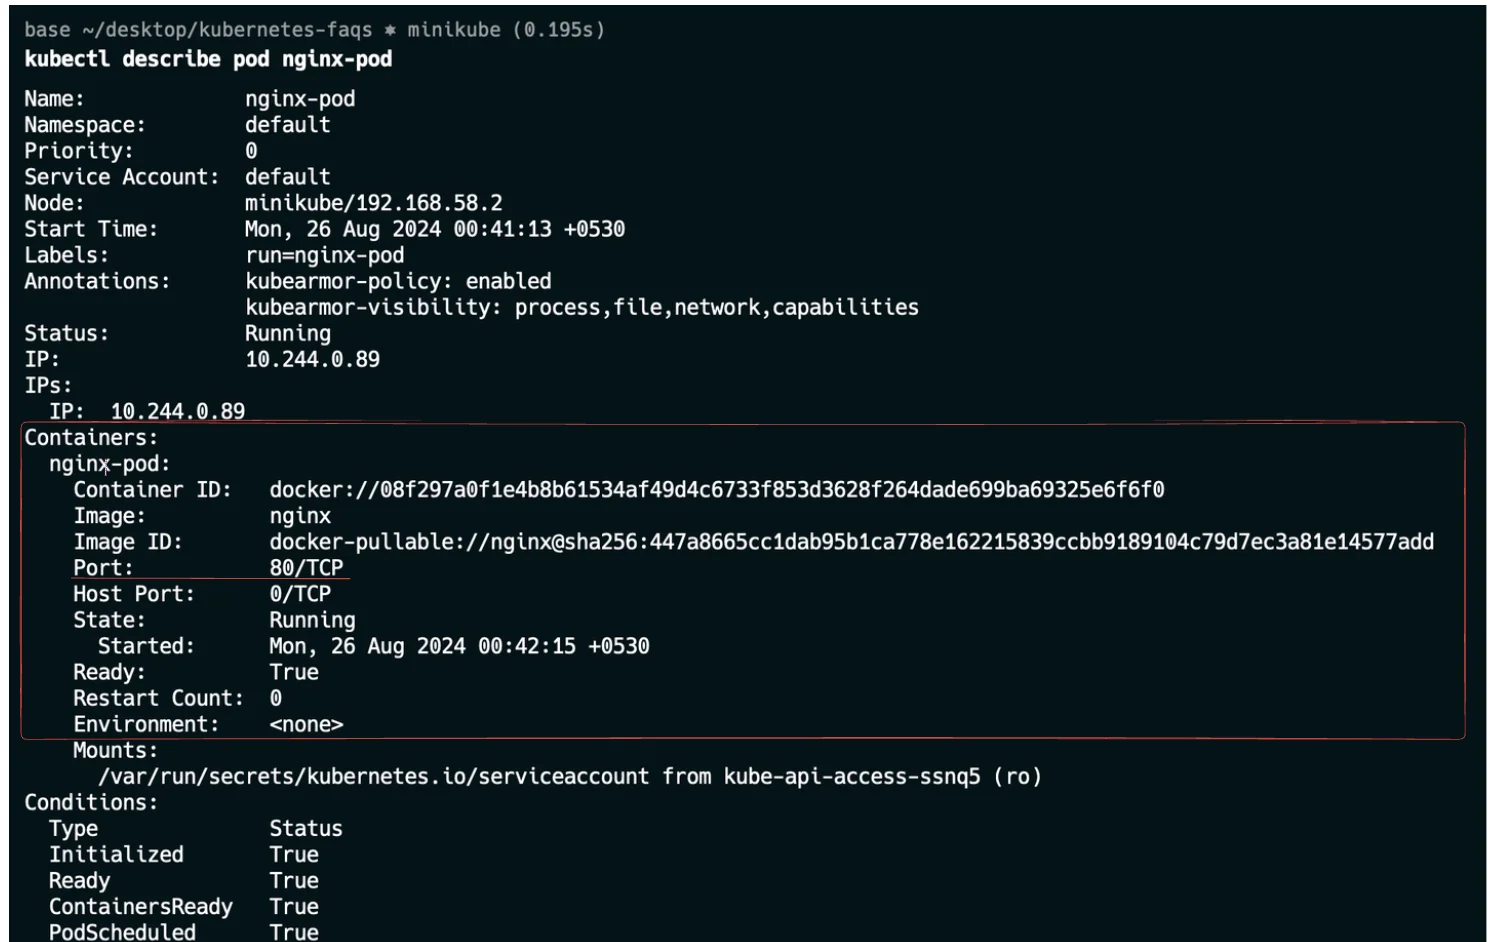 base ~/desktop/kubernetes-faqs ✷ minikube (0.195s)
kubectl describe pod nginx-pod
Name:             nginx-pod
Namespace:        default
Priority:         0
Service Account:  default
Node:             minikube/192.168.58.2
Start Time:       Mon, 26 Aug 2024 00:41:13 +0530
Labels:           run=nginx-pod
Annotations:      kubearmor-policy: enabled
                  kubearmor-visibility: process,file,network,capabilities
Status:           Running
IP:               10.244.0.89
IPs:
  IP:  10.244.0.89
Containers:
  nginx-pod:
    Container ID:   docker://08f297a0f1e4b8b61534af49d4c6733f853d3628f264dade699ba69325e6f6f0
    Image:          nginx
    Image ID:       docker-pullable://nginx@sha256:447a8665cc1dab95b1ca778e162215839ccbb9189104c79d7ec3a81e14577add
    Port:           80/TCP
    Host Port:      0/TCP
    State:          Running
      Started:      Mon, 26 Aug 2024 00:42:15 +0530
    Ready:          True
    Restart Count:  0
    Environment:    <none>
    Mounts:
      /var/run/secrets/kubernetes.io/serviceaccount from kube-api-access-ssnq5 (ro)
Conditions:
  Type              Status
  Initialized       True
  Ready             True
  ContainersReady   True
  PodScheduled      True